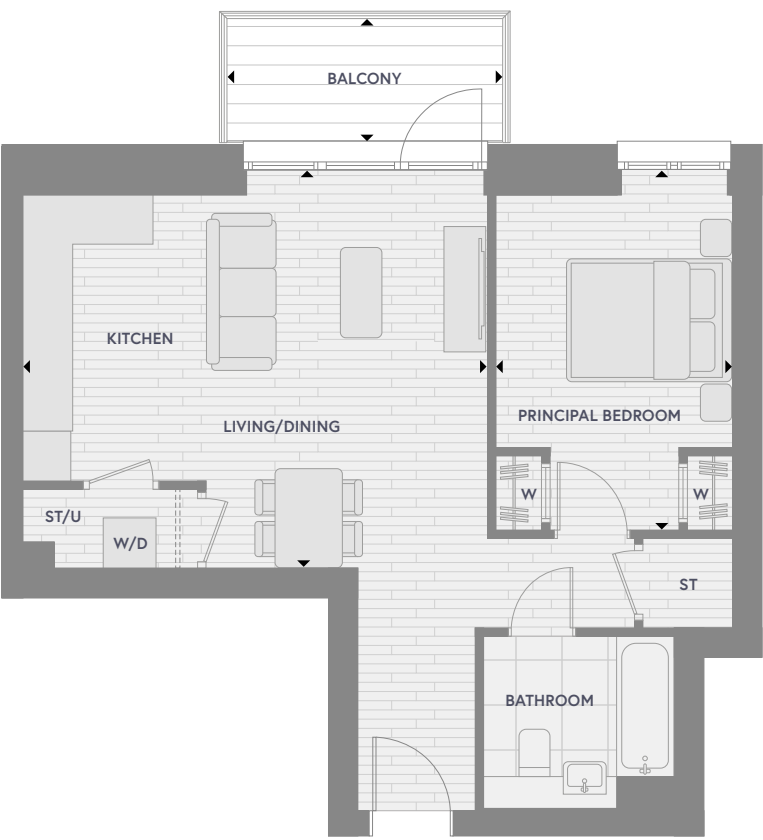 BALCONY
KITCHEN
LIVING/DINING
PRINCIPAL BEDROOM
W
W
ST/U
W/D
ST
BATHROOM